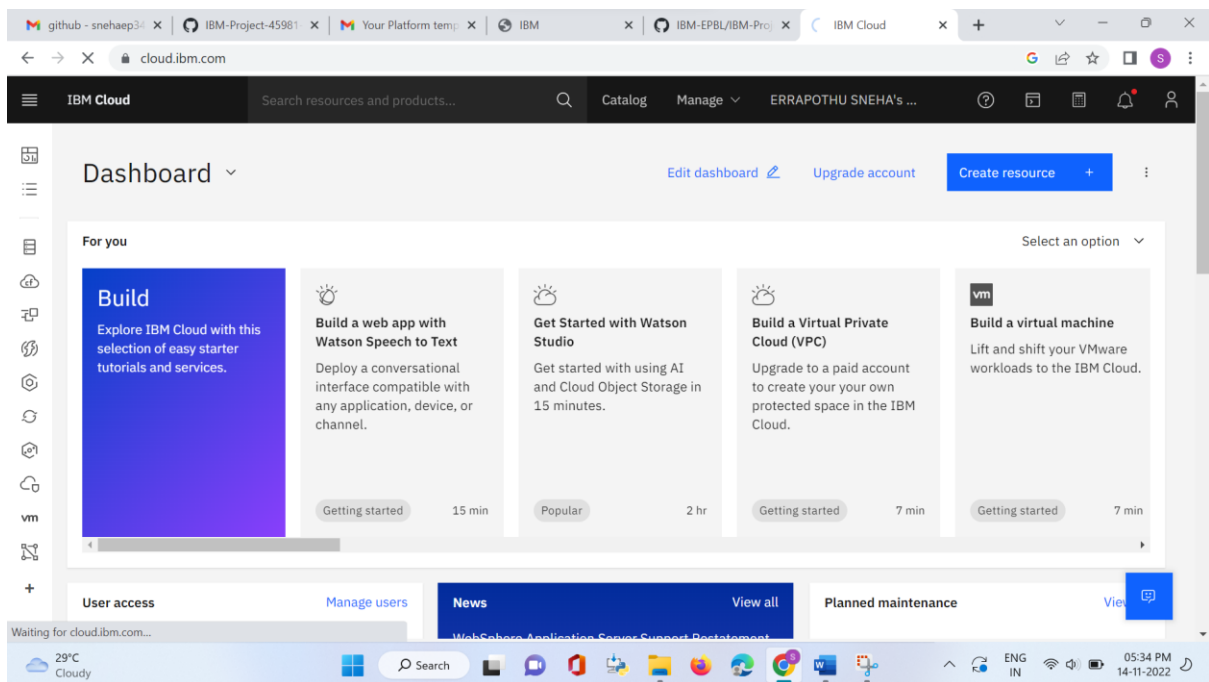 github - snehaep34
IBM-Project-45981-
Your Platform temp
IBM
IBM-EPBL/IBM-Proj
IBM Cloud
cloud.ibm.com
G
S
IBM Cloud
Search resources and products...
Catalog
Manage
ERRAPOTHU SNEHA's ...
Dashboard
Edit dashboard
Upgrade account
Create resource +
For you
Select an option
Build
Explore IBM Cloud with this
selection of easy starter
tutorials and services.
Build a web app with
Watson Speech to Text
Deploy a conversational
interface compatible with
any application, device, or
channel.
Getting started
15 min
Get Started with Watson
Studio
Get started with using AI
and Cloud Object Storage in
15 minutes.
Popular
2 hr
Build a Virtual Private
Cloud (VPC)
Upgrade to a paid account
to create your your own
protected space in the IBM
Cloud.
Getting started
7 min
vm
Build a virtual machine
Lift and shift your VMware
workloads to the IBM Cloud.
Getting started
7 min
cf
vm
User access
Manage users
News
View all
WebSphere Application Server Support Restatement
Planned maintenance
Vie
Waiting for cloud.ibm.com...
29°C
Cloudy
Search
ENG
IN
05:34 PM
14-11-2022